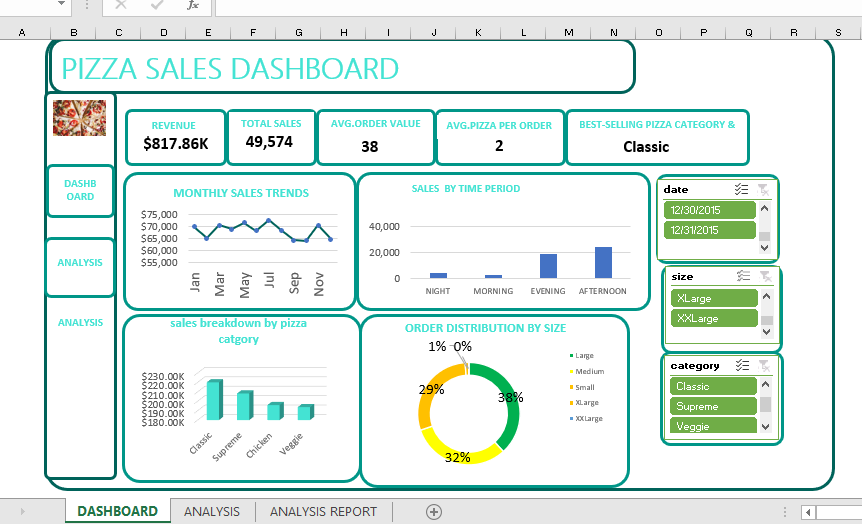 fx
A B C D E F G H I J K L M N O P Q R S
PIZZA SALES DASHBOARD
REVENUE
$817.86K
TOTAL SALES
49,574
AVG.ORDER VALUE
38
AVG.PIZZA PER ORDER
2
BEST-SELLING PIZZA CATEGORY &
Classic
DASHB
OARD
ANALYSIS
ANALYSIS
MONTHLY SALES TRENDS
$75,000
$70,000
$65,000
$60,000
$55,000
Jan
Mar
May
Jul
Sep
Nov
SALES BY TIME PERIOD
40,000
20,000
0
NIGHT MORNING EVENING AFTERNOON
date
12/30/2015
12/31/2015
size
XLarge
XXLarge
category
Classic
Supreme
Veggie
sales breakdown by pizza
catgory
$230.00K
$220.00K
$210.00K
$200.00K
$190.00K
$180.00K
Classic
Supreme
Chicken
Veggie
ORDER DISTRIBUTION BY SIZE
1% 0%
29%
38%
32%
Large
Medium
Small
XLarge
XXLarge
DASHBOARD ANALYSIS ANALYSIS REPORT